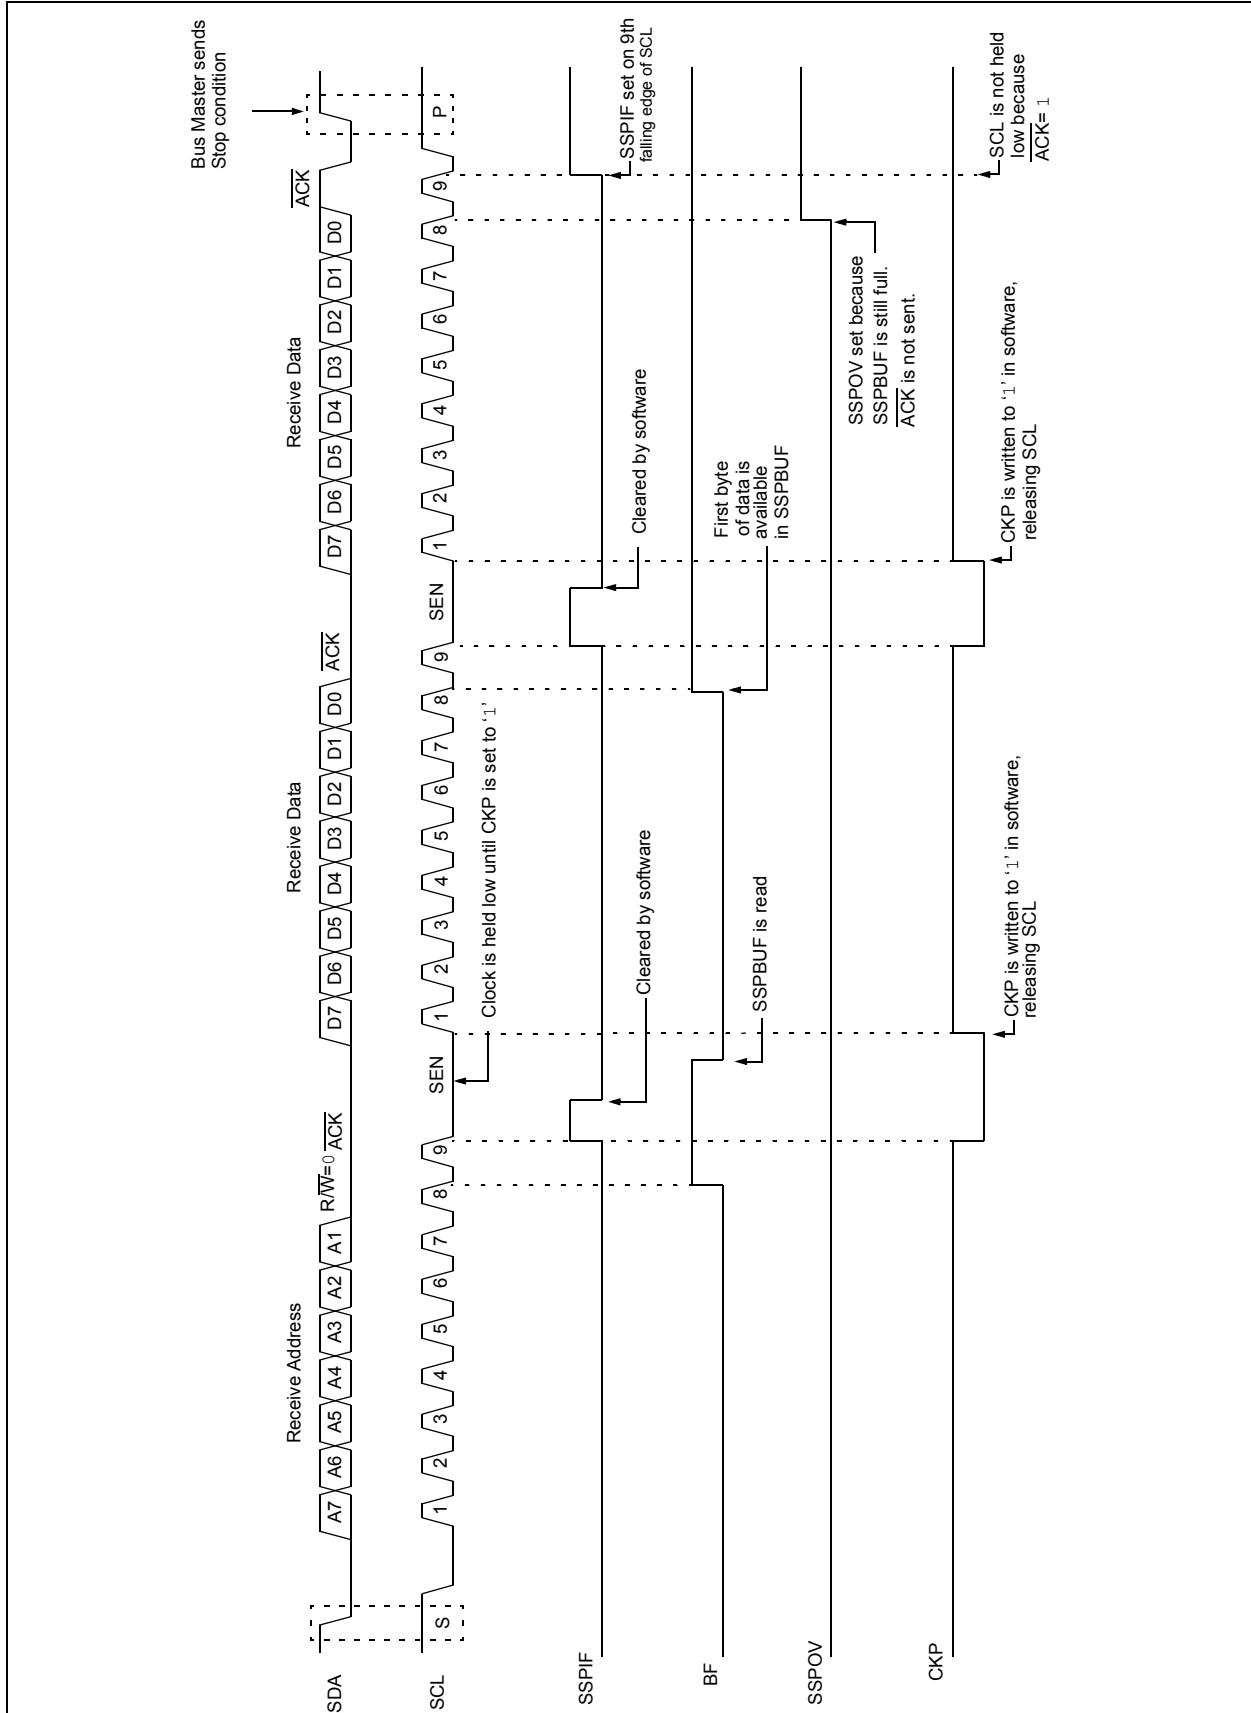 Bus Master sends
Stop condition
Receive Address
Receive Data
Receive Data
R/W=0 ACK
ACK
ACK
SDA
A7 A6 A5 A4 A3 A2 A1
D7 D6 D5 D4 D3 D2 D1 D0
D7 D6 D5 D4 D3 D2 D1 D0
SCL
S
1 2 3 4 5 6 7 8 9
SEN
1 2 3 4 5 6 7 8 9
SEN
1 2 3 4 5 6 7 8 9
P
Clock is held low until CKP is set to ‘1’
SSPIF
Cleared by software
Cleared by software
SSPIF set on 9th
falling edge of SCL
BF
SSPBUF is read
First byte
of data is
available
in SSPBUF
SSPOV
SSPOV set because
SSPBUF is still full.
ACK is not sent.
CKP
CKP is written to ‘1’ in software,
releasing SCL
CKP is written to ‘1’ in software,
releasing SCL
SCL is not held
low because
ACK= 1